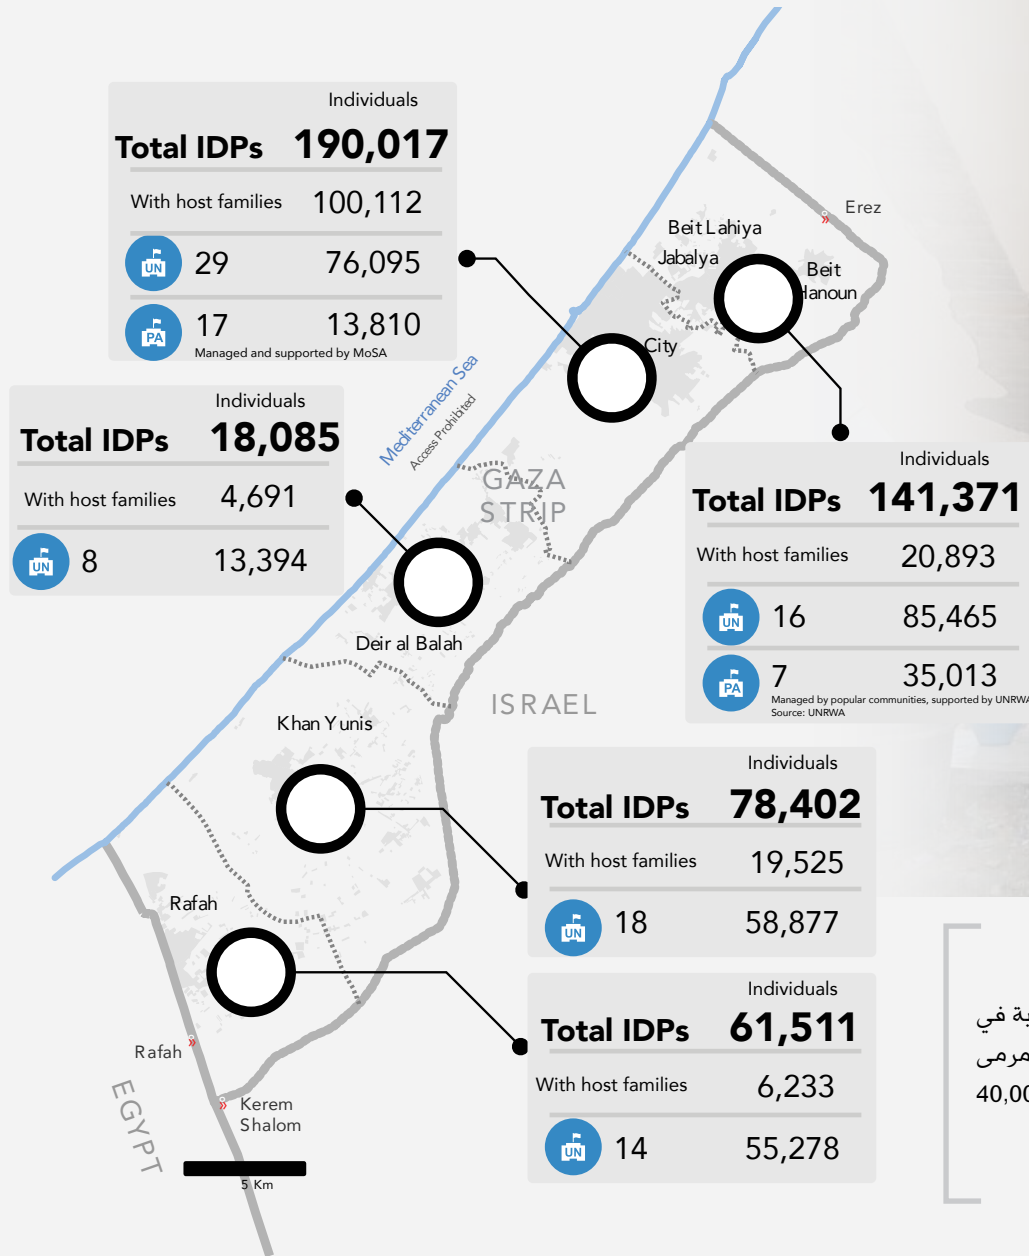 Individuals
Total IDPs 190,017
With host families 100,112
UN 29 76,095
PA 17 13,810
Managed and supported by MoSA
Individuals
Total IDPs 18,085
With host families 4,691
UN 8 13,394
Mediterranean Sea
Access Prohibited
Erez
Beit Lahiya
Jabalya
Beit
Hanoun
City
GAZA
STRIP
Deir al Balah
ISRAEL
Khan Yunis
Rafah
Rafah
Kerem
Shalom
EGYPT
5 Km
Individuals
Total IDPs 141,371
With host families 20,893
UN 16 85,465
PA 7 35,013
Managed by popular communities, supported by UNRWA
Source: UNRWA
Individuals
Total IDPs 78,402
With host families 19,525
UN 18 58,877
Individuals
Total IDPs 61,511
With host families 6,233
UN 14 55,278
في
40,00